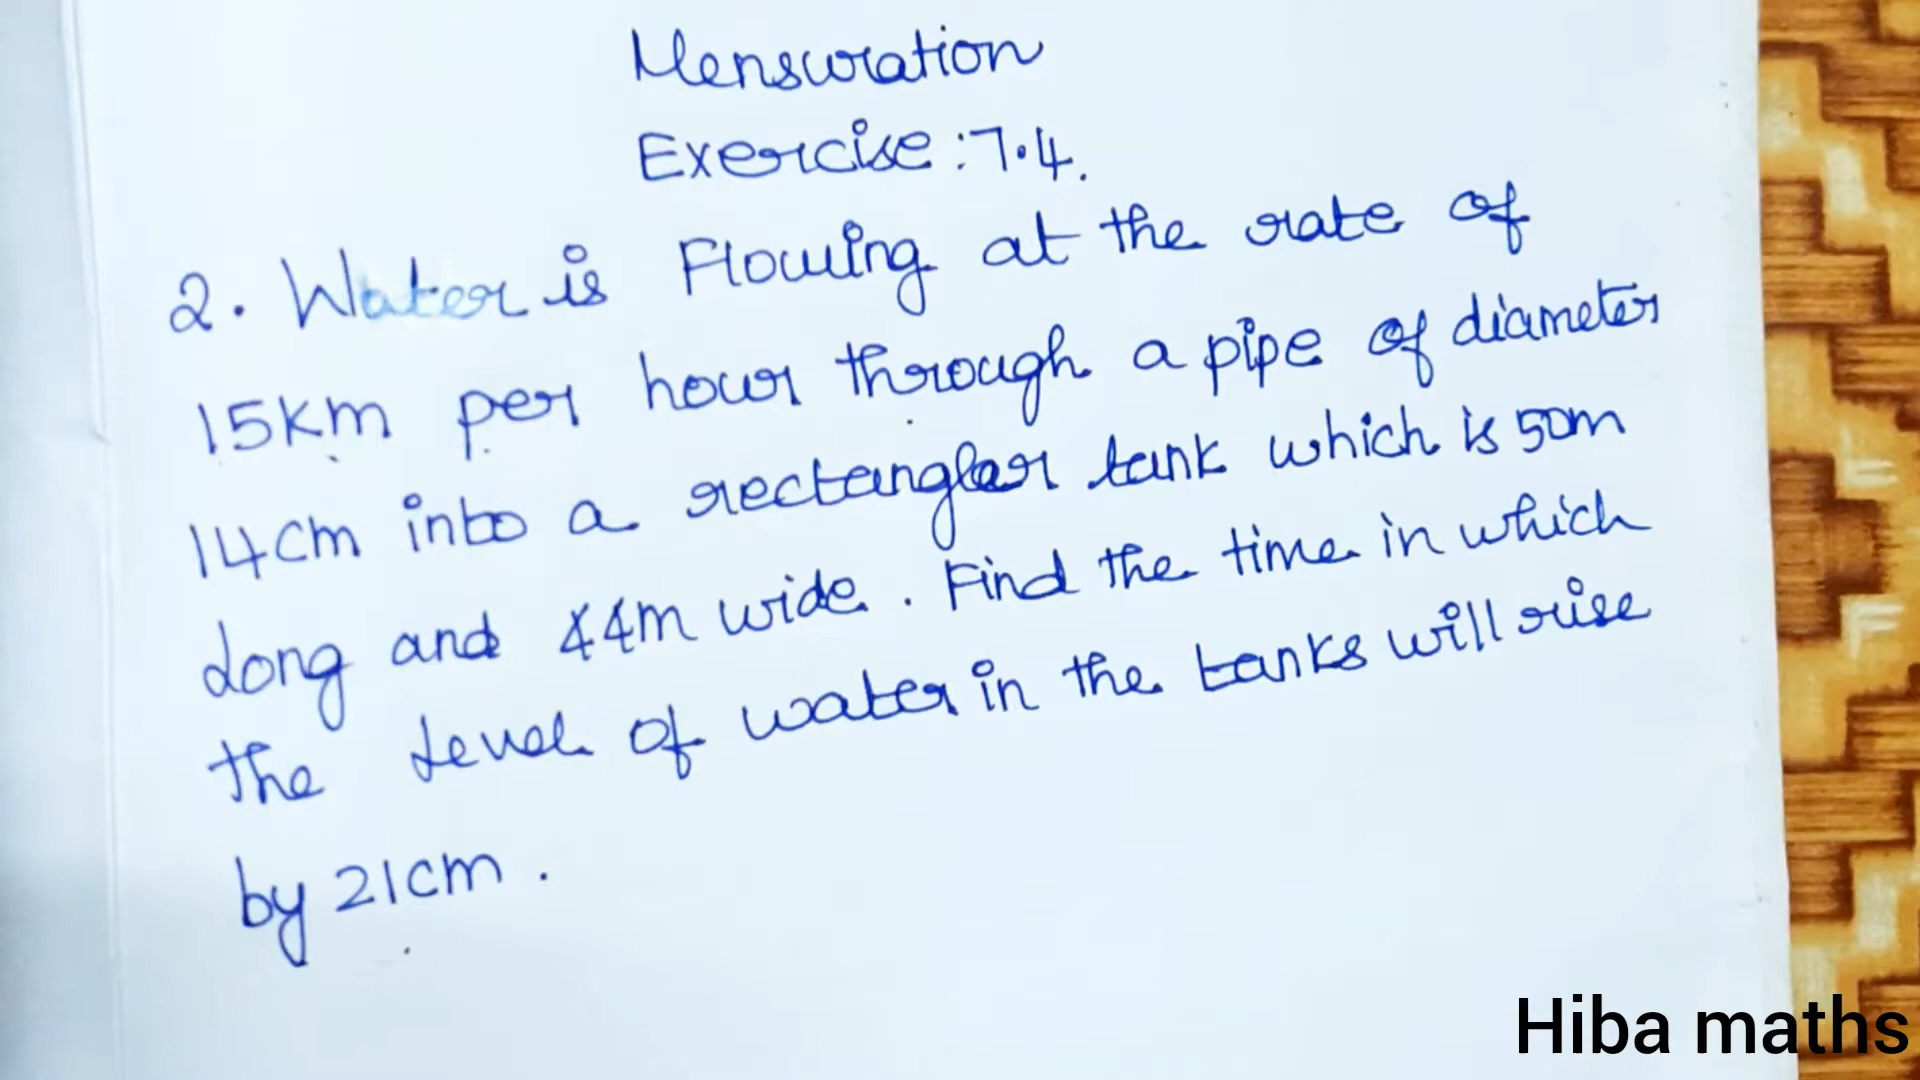 Mensuration
Exercise : 7.4.
2. Water is Flowing at the rate of
15km per hour through a pipe of diameter
14cm into a rectanglar tank which is 50m
long and 44m wide. Find the time in which
the level of water in the tanks will rise
by 21cm.
Hiba maths